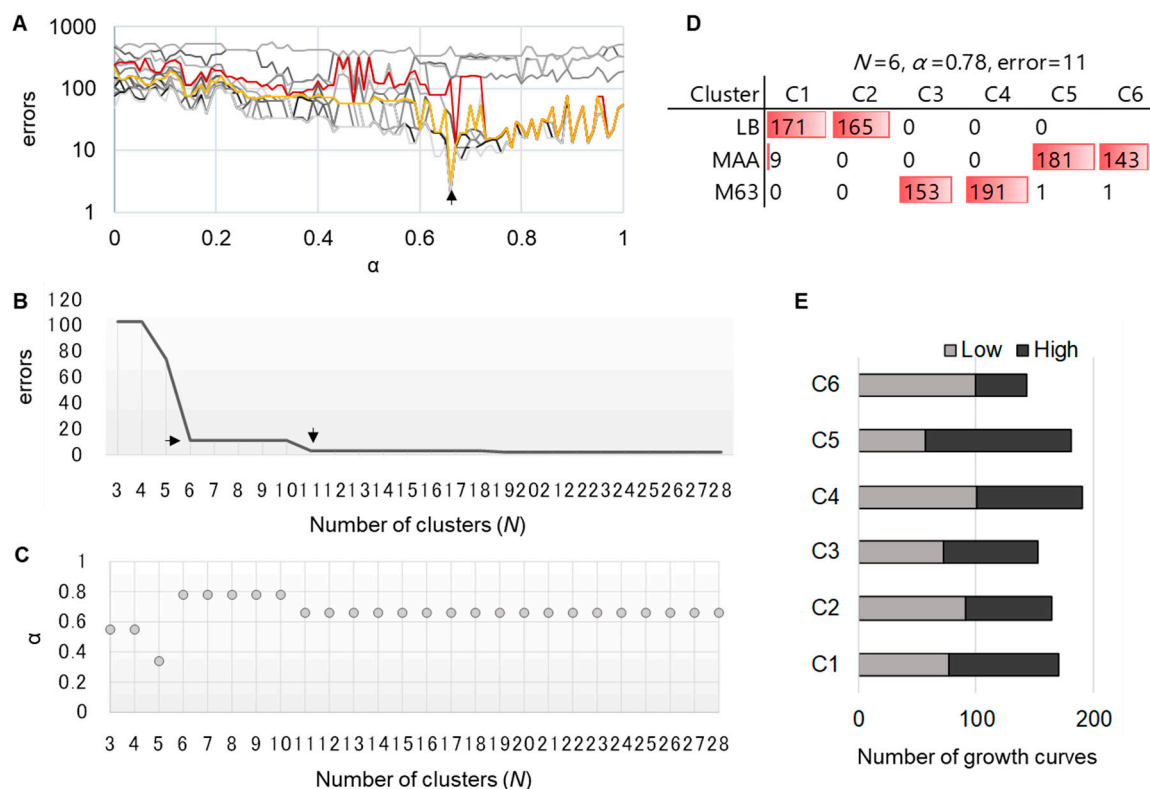 A
1000
100
10
1
errors
0 0.2 0.4 0.6 0.8 1
α
D
N=6, α=0.78, error=11
Cluster C1 C2 C3 C4 C5 C6
LB 171 165 0 0 0
MAA 9 0 0 0 181 143
M63 0 0 153 191 1 1
B
120
100
80
60
40
20
0
errors
3 4 5 6 7 8 9 10 11 12 13 14 15 16 17 18 19 20 21 22 23 24 25 26 27 28
Number of clusters (N)
C
1
0.8
0.6
0.4
0.2
0
α
3 4 5 6 7 8 9 10 11 12 13 14 15 16 17 18 19 20 21 22 23 24 25 26 27 28
Number of clusters (N)
E
Low High
C6
C5
C4
C3
C2
C1
0 100 200
Number of growth curves